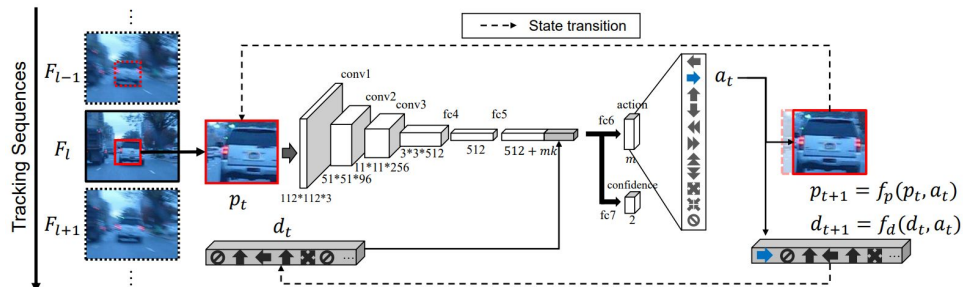 State transition
Tracking Sequences
⋮
F_{l-1}
F_l
F_{l+1}
⋮
p_t
conv1
conv2
conv3
fc4
fc5
112*112*3
51*51*96
11*11*256
3*3*512
512
512 + mk
d_t
...
fc6
action
m
confidence
fc7
2
a_t
p_{t+1} = f_p(p_t, a_t)
d_{t+1} = f_d(d_t, a_t)
...